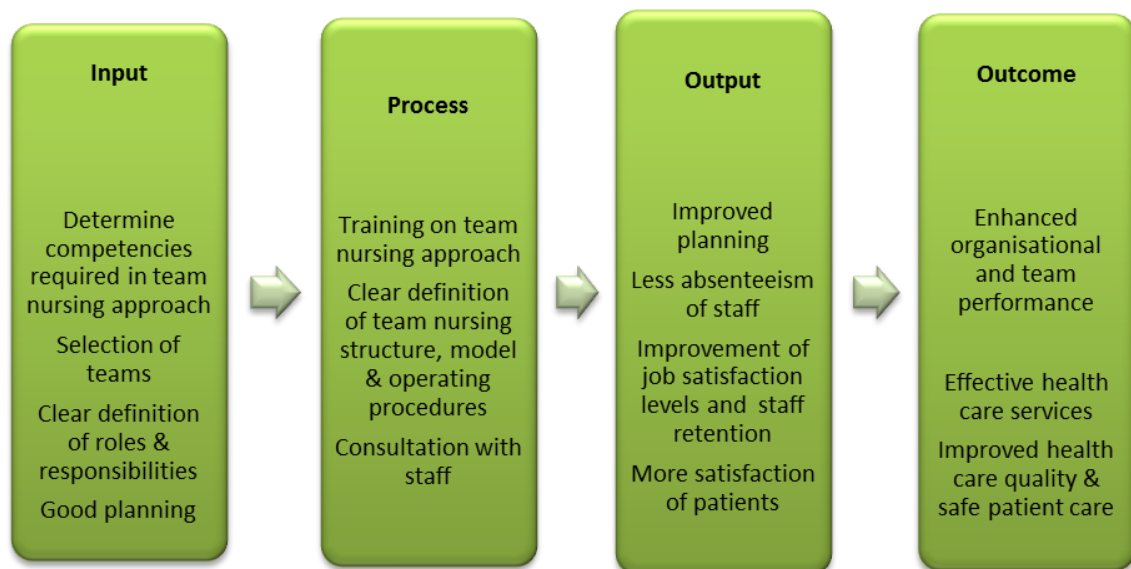 Input
Determine
competencies
required in team
nursing approach
Selection of
teams
Clear definition
of roles &
responsibilities
Good planning
Process
Training on team
nursing approach
Clear definition
of team nursing
structure, model
& operating
procedures
Consultation with
staff
Output
Improved
planning
Less absenteeism
of staff
Improvement of
job satisfaction
levels and staff
retention
More satisfaction
of patients
Outcome
Enhanced
organisational
and team
performance
Effective health
care services
Improved health
care quality &
safe patient care